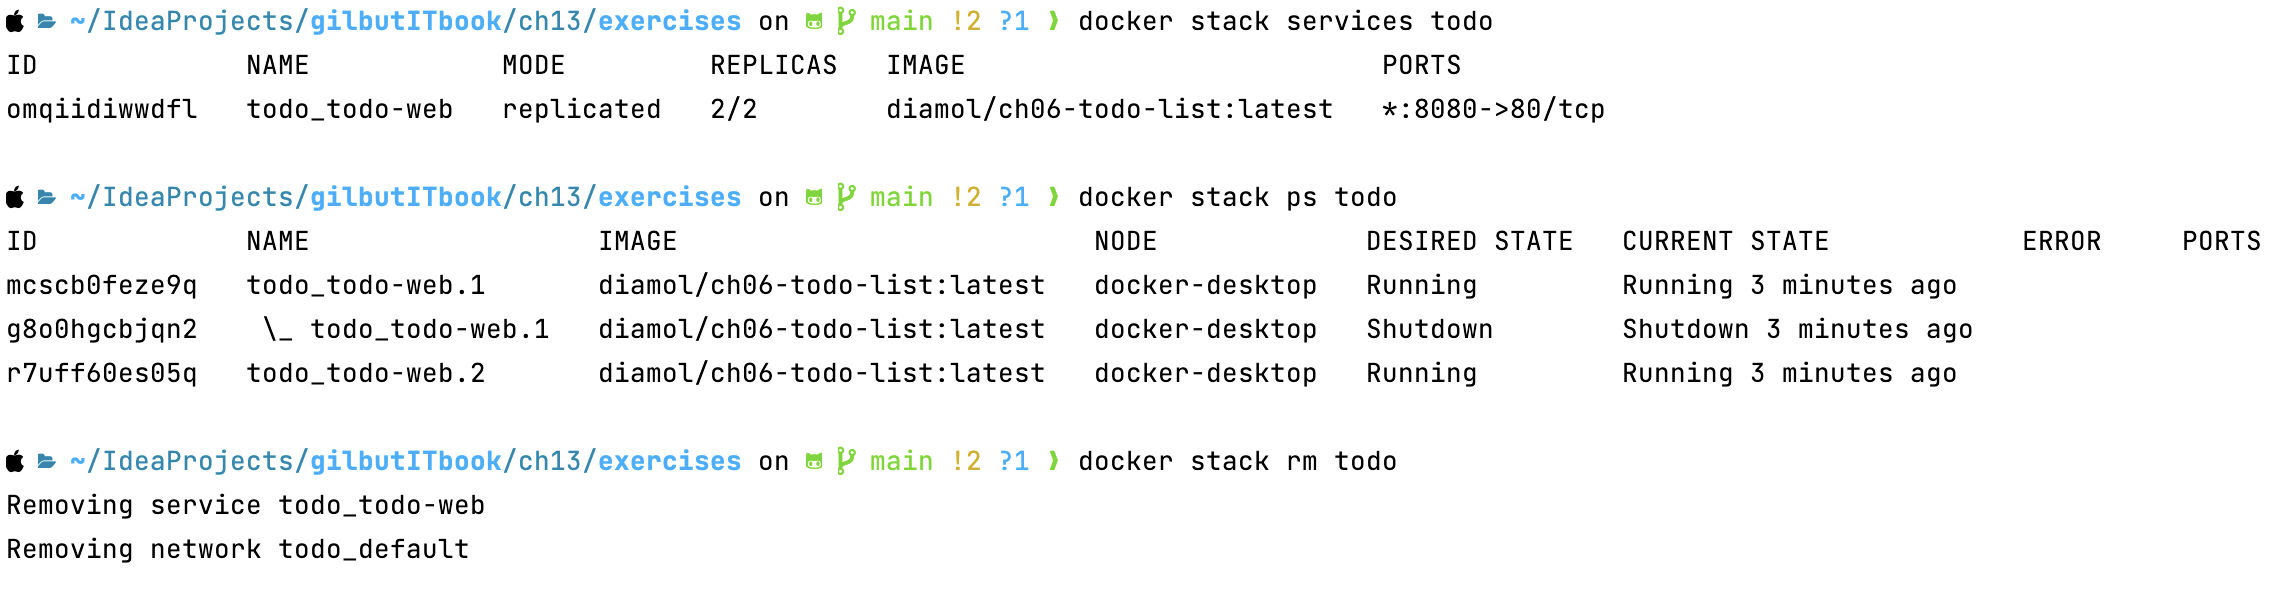 ~/IdeaProjects/gilbutITbook/ch13/exercises on main !2 ?1 ❯ docker stack services todo
ID NAME MODE REPLICAS IMAGE PORTS
omqiidiwwdfl todo_todo-web replicated 2/2 diamol/ch06-todo-list:latest *:8080->80/tcp
~/IdeaProjects/gilbutITbook/ch13/exercises on main !2 ?1 ❯ docker stack ps todo
ID NAME IMAGE NODE DESIRED STATE CURRENT STATE ERROR PORTS
mcscb0feze9q todo_todo-web.1 diamol/ch06-todo-list:latest docker-desktop Running Running 3 minutes ago
g8o0hgcbjqn2 \_ todo_todo-web.1 diamol/ch06-todo-list:latest docker-desktop Shutdown Shutdown 3 minutes ago
r7uff60es05q todo_todo-web.2 diamol/ch06-todo-list:latest docker-desktop Running Running 3 minutes ago
~/IdeaProjects/gilbutITbook/ch13/exercises on main !2 ?1 ❯ docker stack rm todo
Removing service todo_todo-web
Removing network todo_default